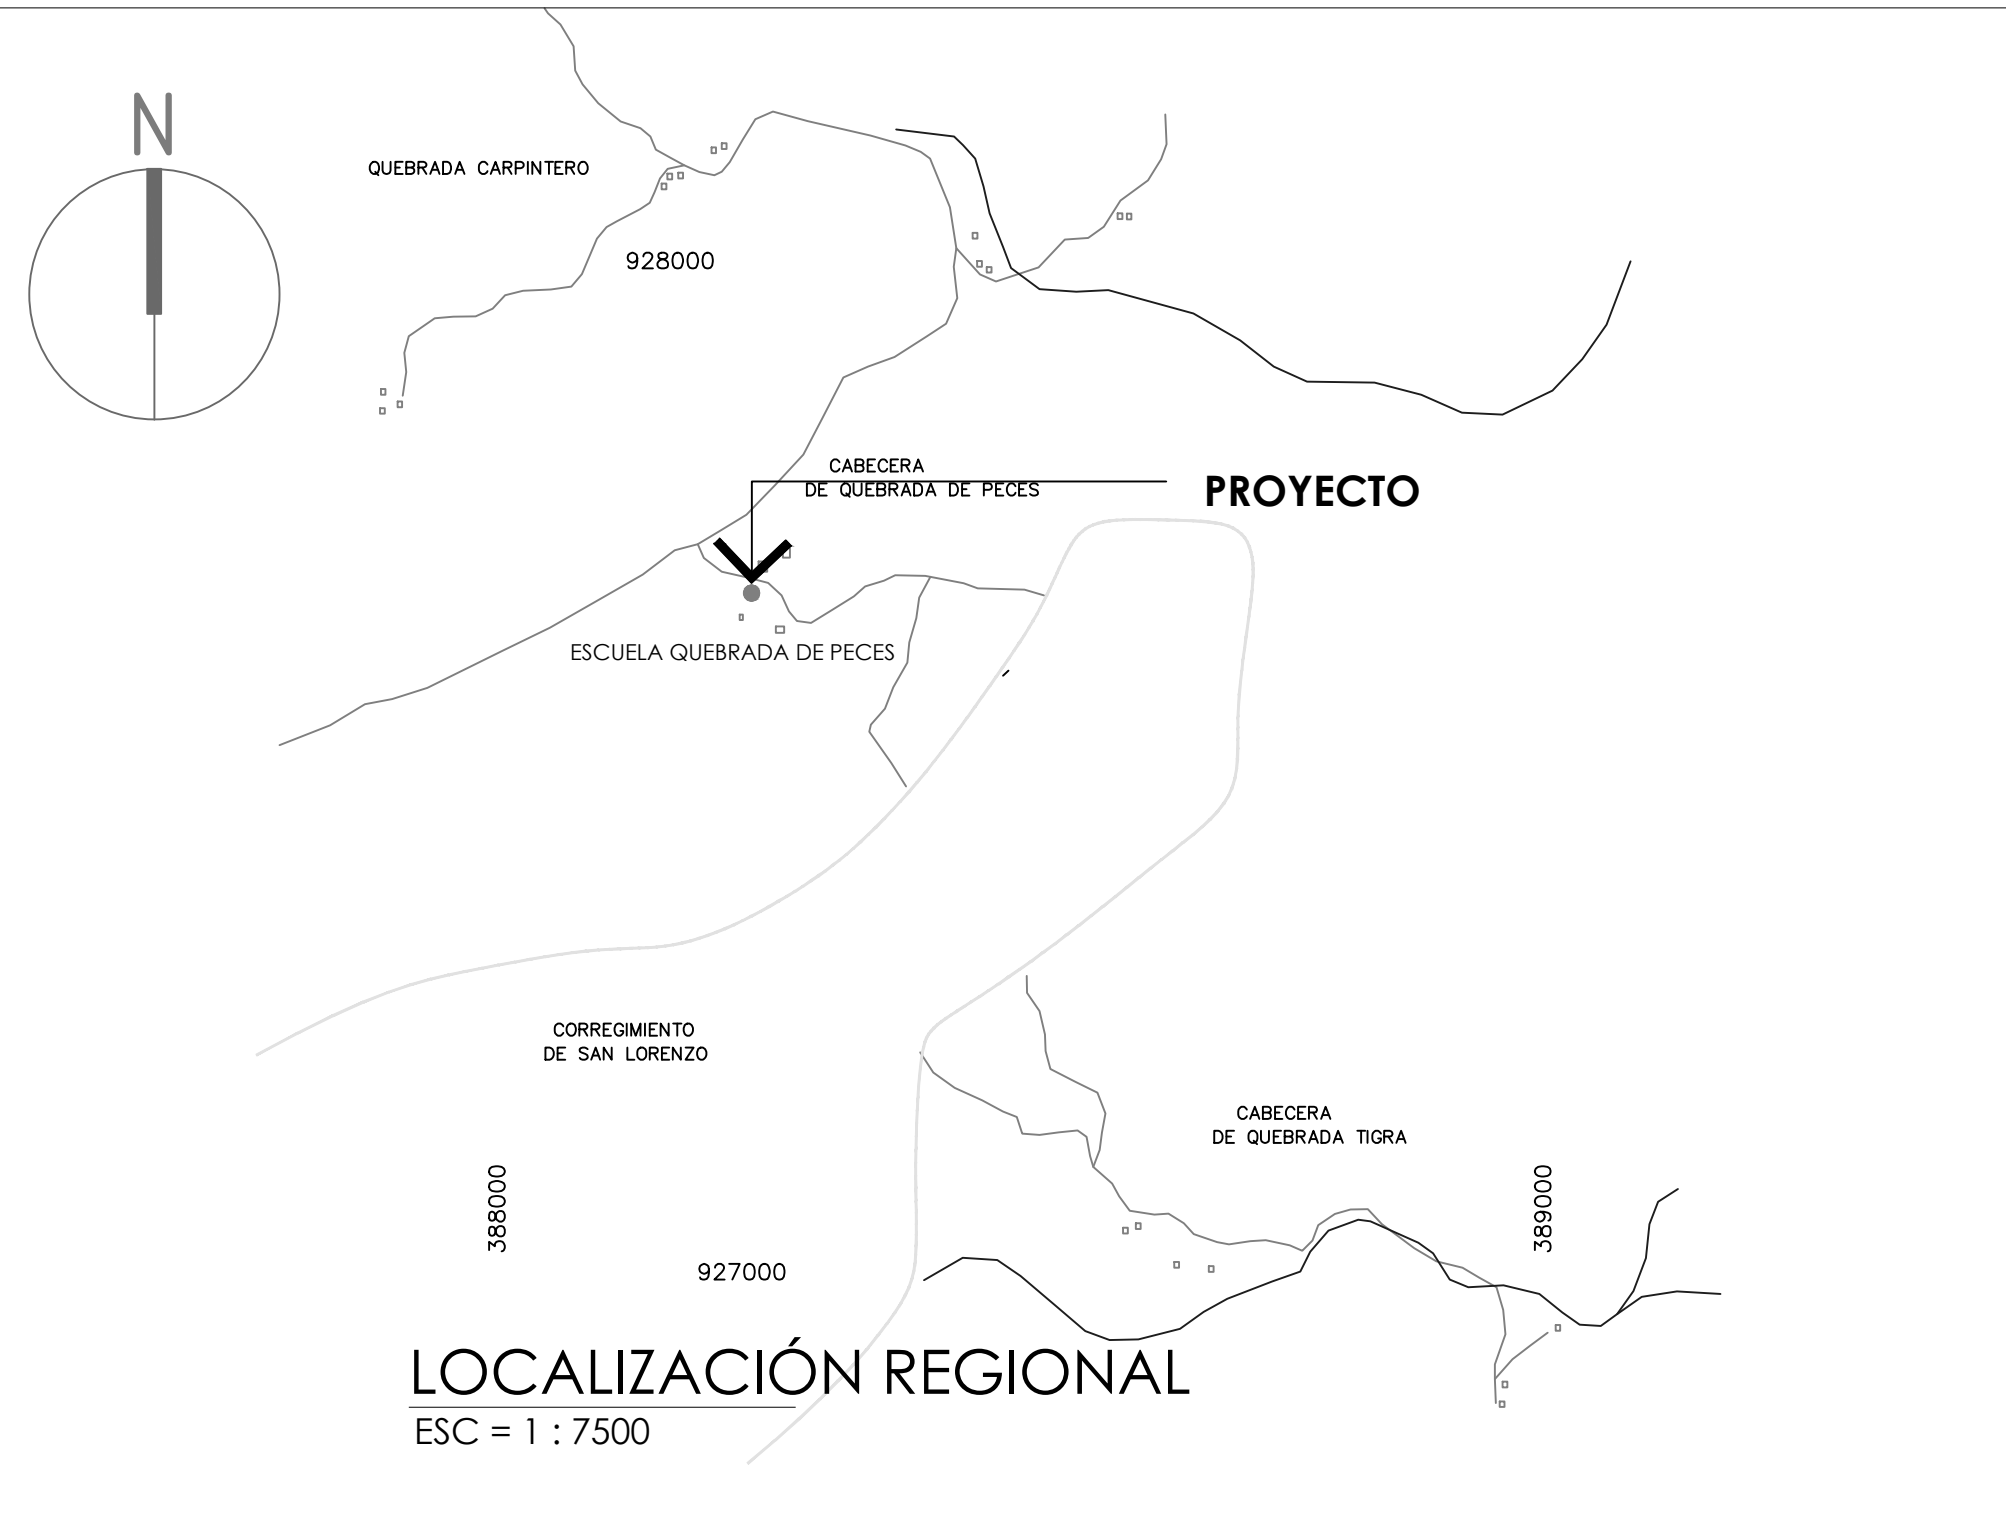 N
QUEBRADA CARPINTERO
928000
CABECERA
DE QUEBRADA DE PECES
PROYECTO
ESCUELA QUEBRADA DE PECES
CORREGIMIENTO
DE SAN LORENZO
CABECERA
DE QUEBRADA TIGRA
388000
389000
927000
LOCALIZACIÓN REGIONAL
ESC = 1 : 7500